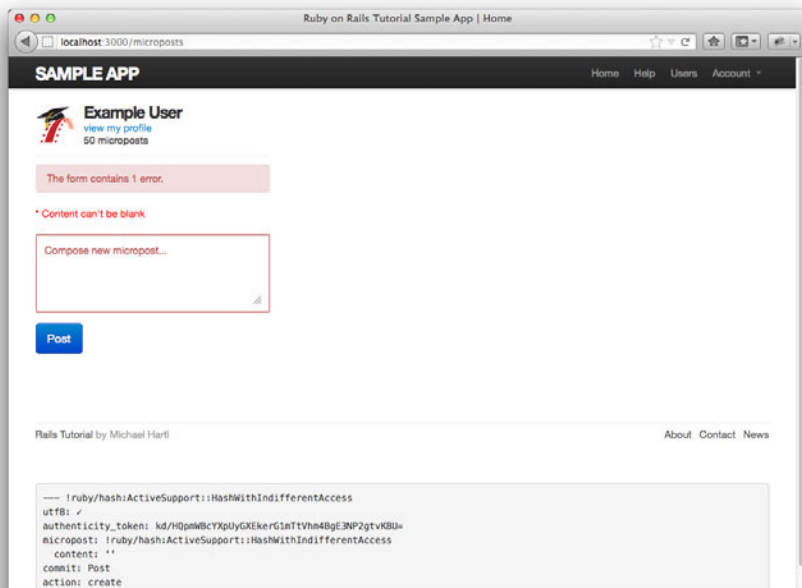 Ruby on Rails Tutorial Sample App | Home
localhost:3000/microposts
SAMPLE APP
Home Help Users Account
Example User
view my profile
50 microposts
The form contains 1 error.
* Content can't be blank
Compose new micropost...
Post
Rails Tutorial by Michael Hartl
About Contact News
--- !ruby/hash:ActiveSupport::HashWithIndifferentAccess
utf8: ✓
authenticity_token: kd/HQpmWBcYXpUyGXEkerG1mTtVhm4BgE3NP2gtvKBU=
micropost: !ruby/hash:ActiveSupport::HashWithIndifferentAccess
content: ''
commit: Post
action: create